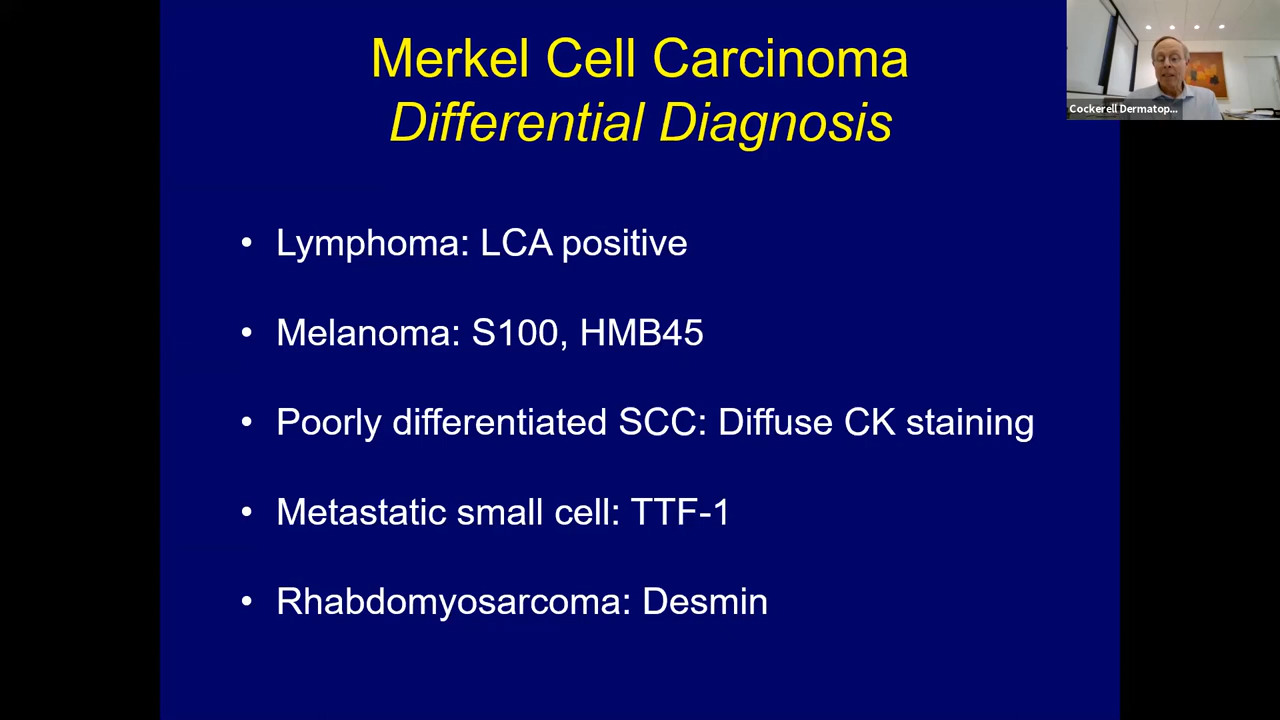 Merkel Cell Carcinoma
Differential Diagnosis
Cockerell Dermatop...
• Lymphoma: LCA positive
• Melanoma: S100, HMB45
• Poorly differentiated SCC: Diffuse CK staining
• Metastatic small cell: TTF-1
• Rhabdomyosarcoma: Desmin